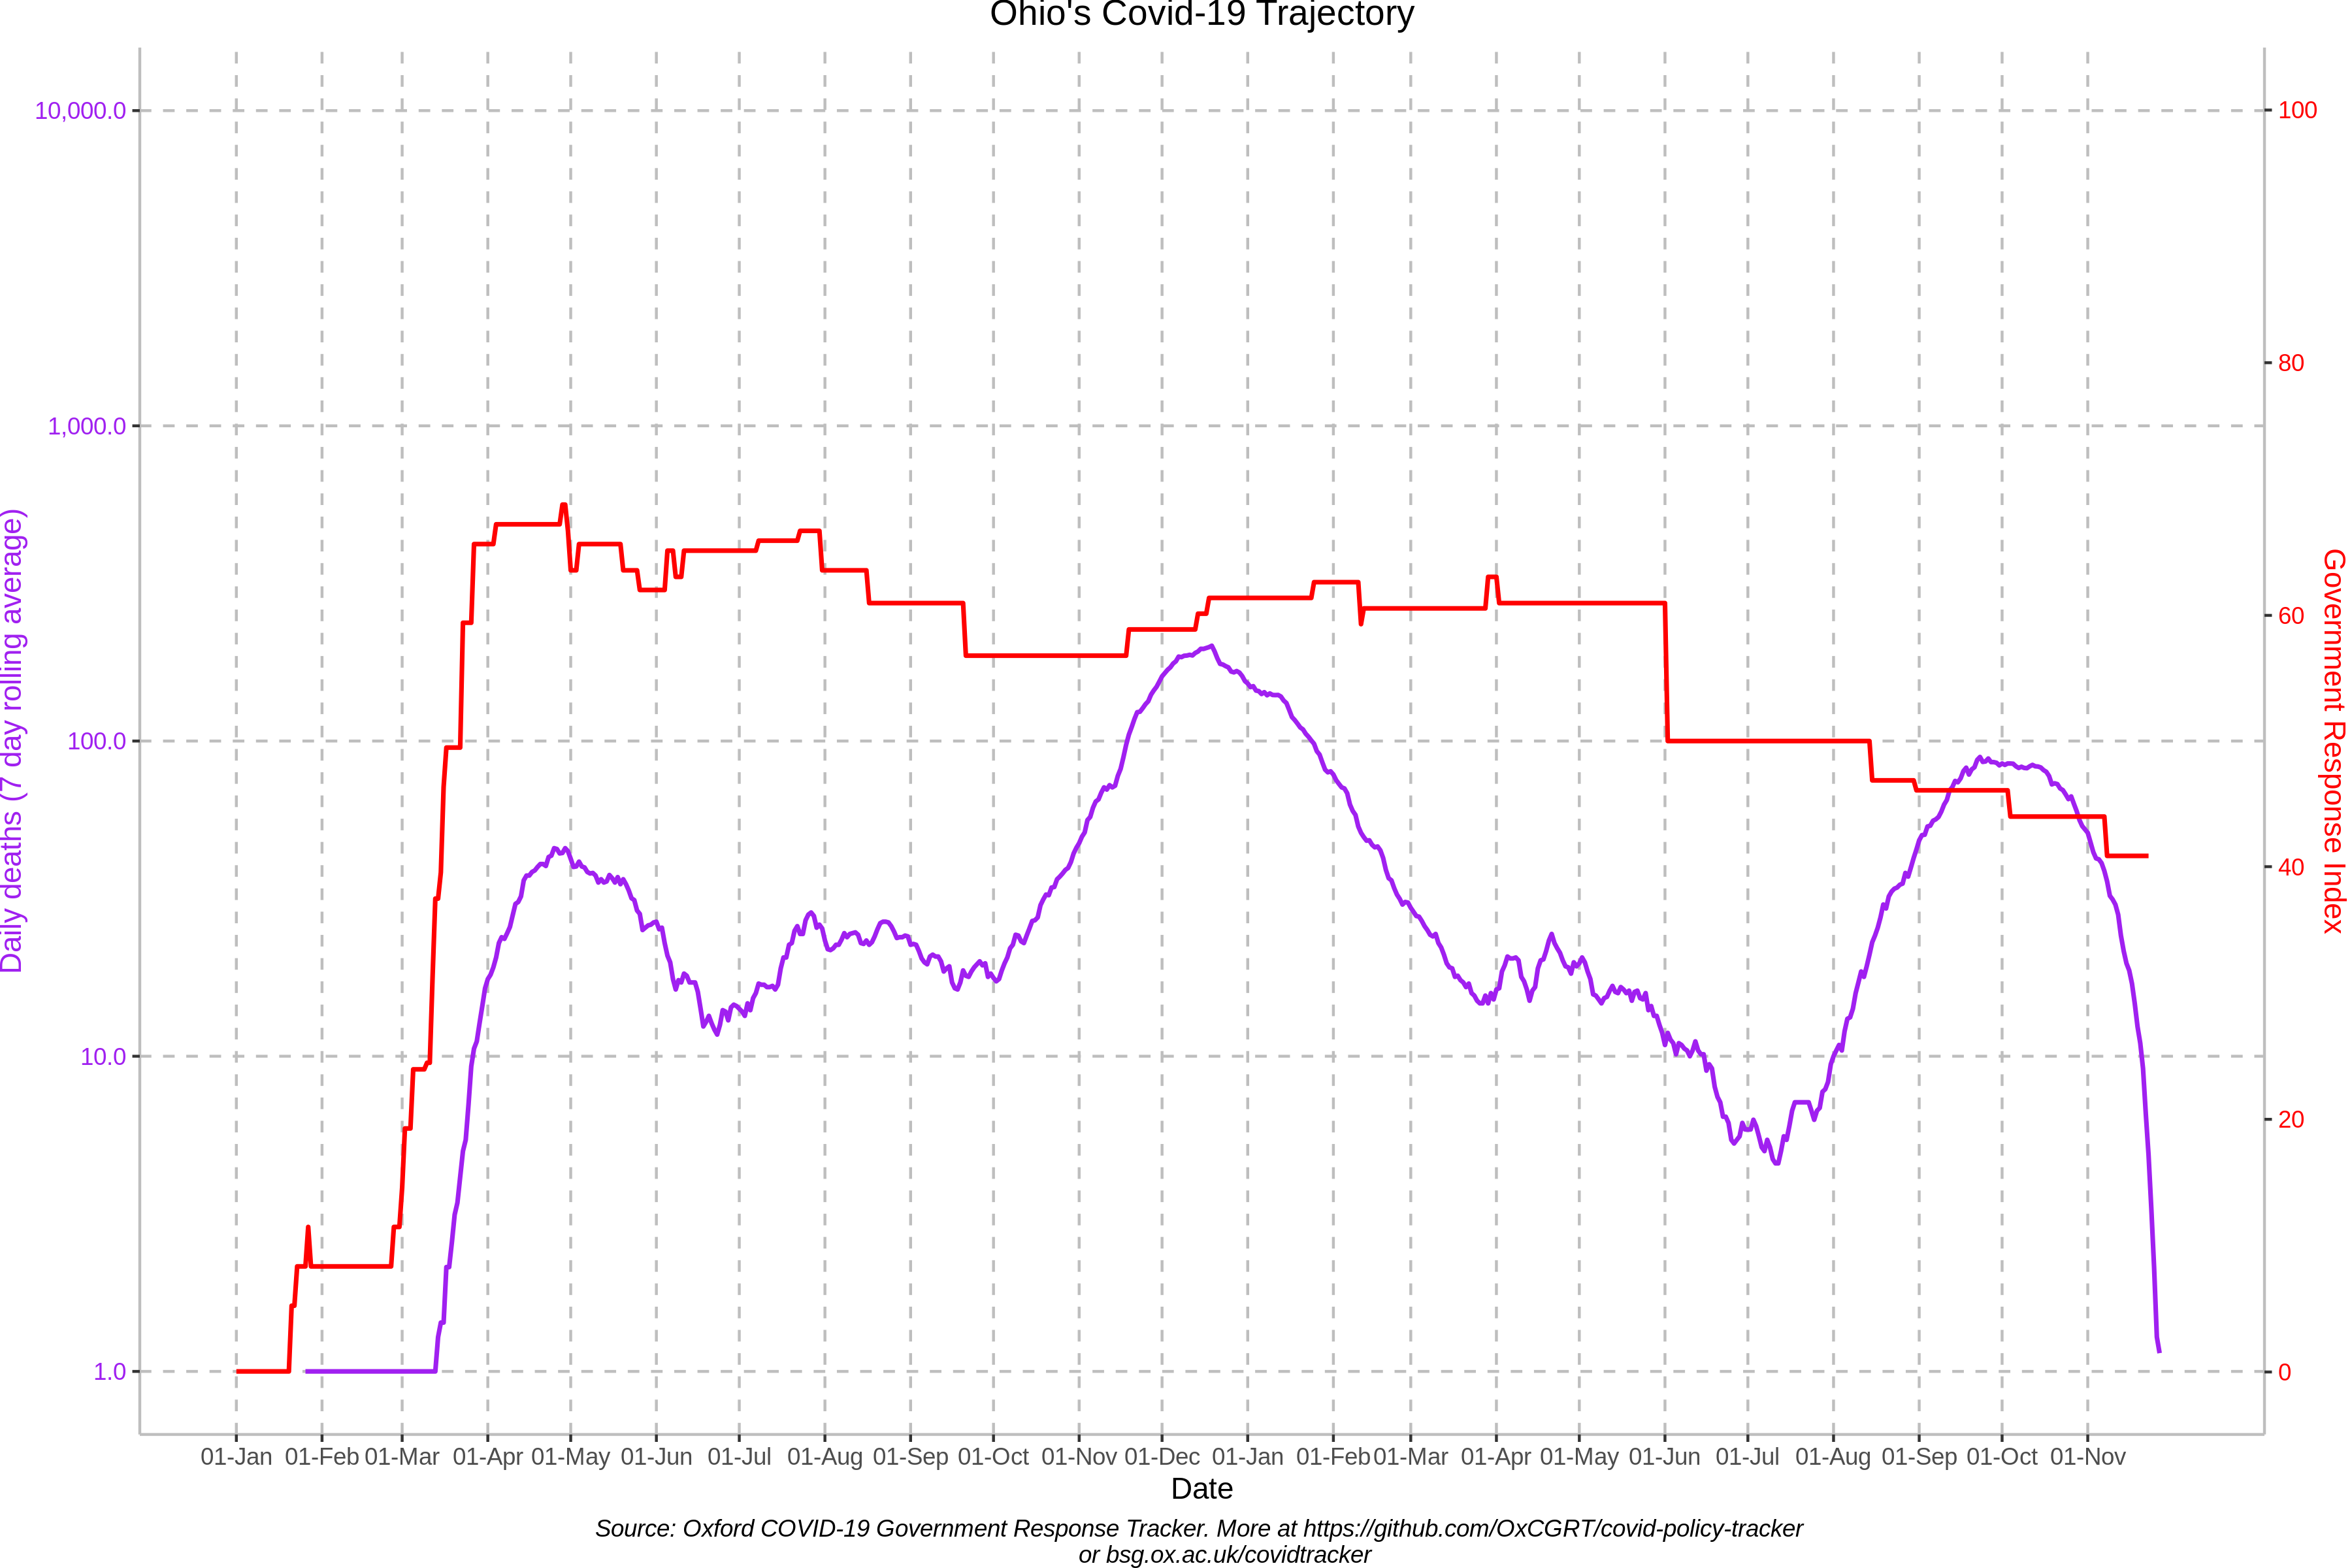 Ohio's Covid-19 Trajectory
10,000.0
1,000.0
100.0
10.0
1.0
Daily deaths (7 day rolling average)
100
80
60
40
20
0
Government Response Index
01-Jan 01-Feb 01-Mar 01-Apr 01-May 01-Jun 01-Jul 01-Aug 01-Sep 01-Oct 01-Nov 01-Dec 01-Jan 01-Feb 01-Mar 01-Apr 01-May 01-Jun 01-Jul 01-Aug 01-Sep 01-Oct 01-Nov
Date
Source: Oxford COVID-19 Government Response Tracker. More at https://github.com/OxCGRT/covid-policy-tracker
or bsg.ox.ac.uk/covidtracker